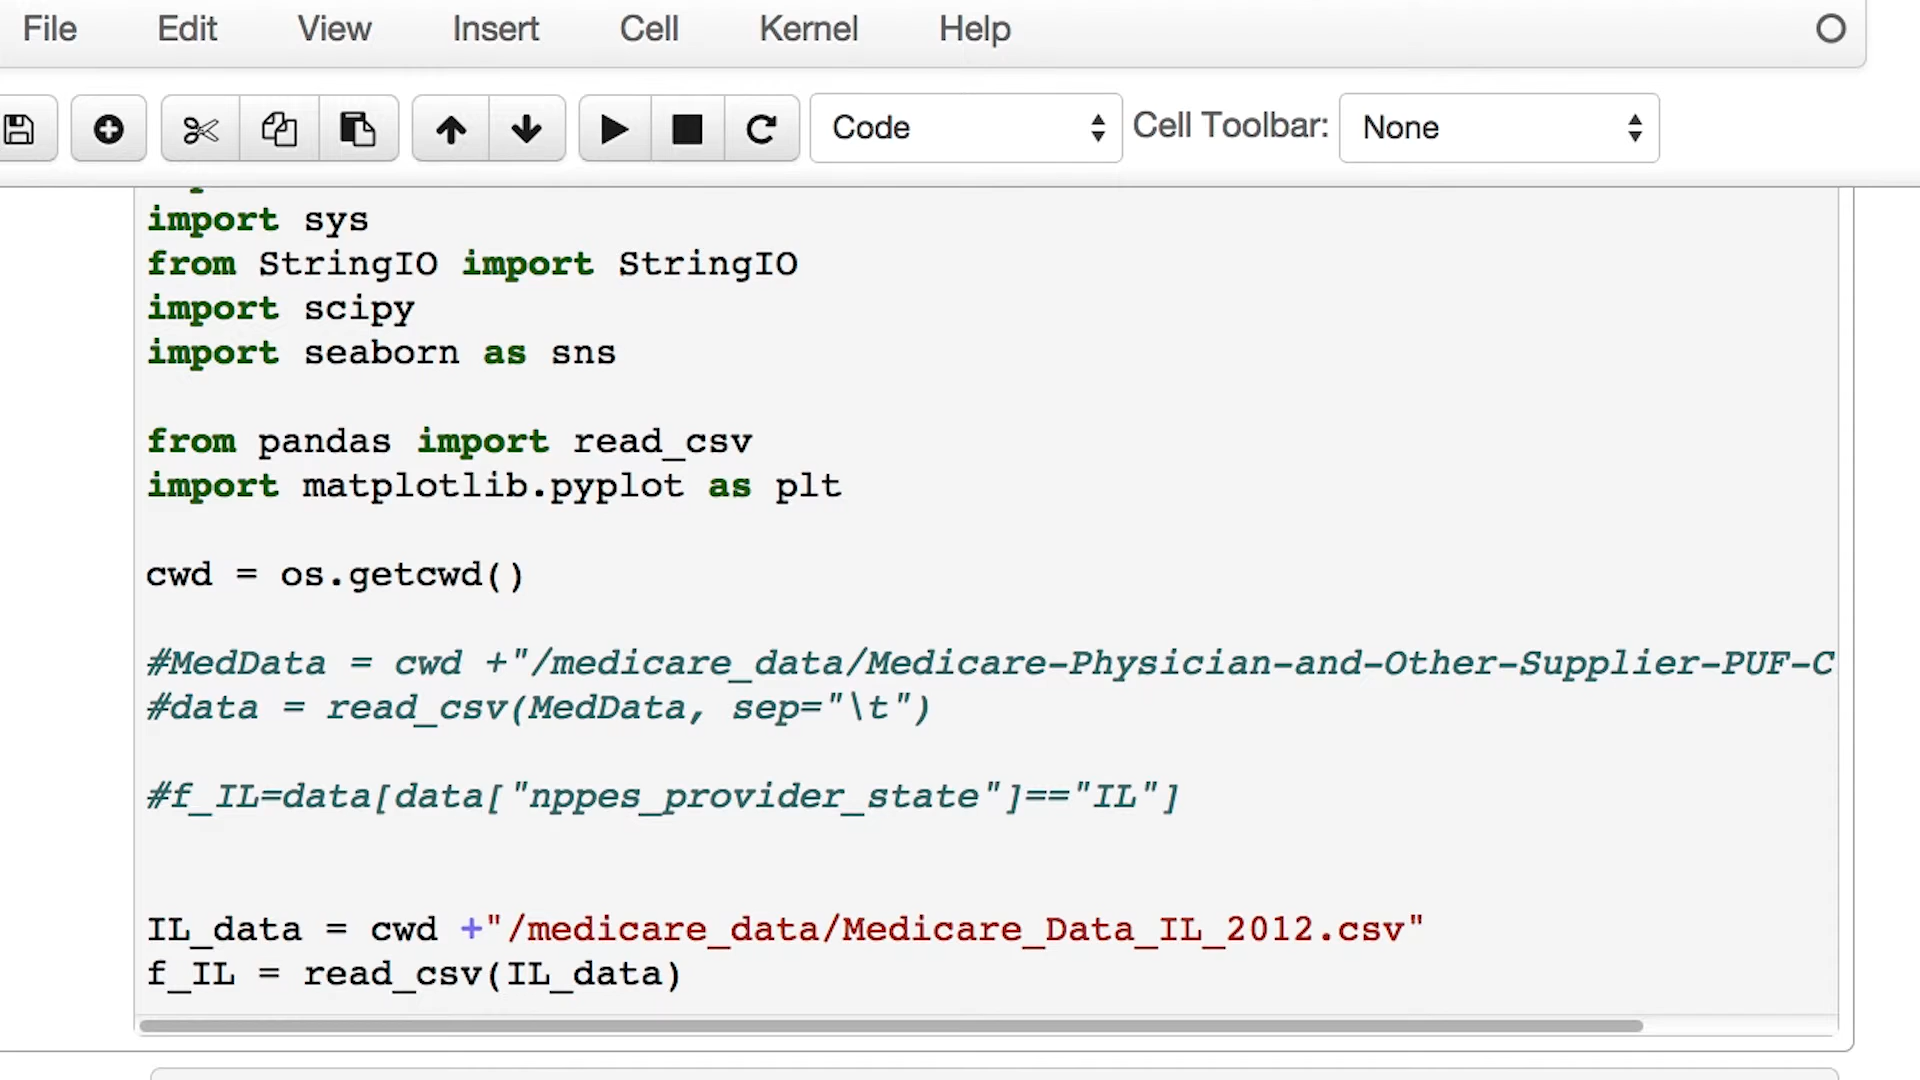 File Edit View Insert Cell Kernel Help
Code Cell Toolbar: None
import sys
from StringIO import StringIO
import scipy
import seaborn as sns
from pandas import read_csv
import matplotlib.pyplot as plt
cwd = os.getcwd()
#MedData = cwd +"/medicare_data/Medicare-Physician-and-Other-Supplier-PUF-C
#data = read_csv(MedData, sep="\t")
#f_IL=data[data["nppes_provider_state"]=="IL"]
IL_data = cwd +"/medicare_data/Medicare_Data_IL_2012.csv"
f_IL = read_csv(IL_data)